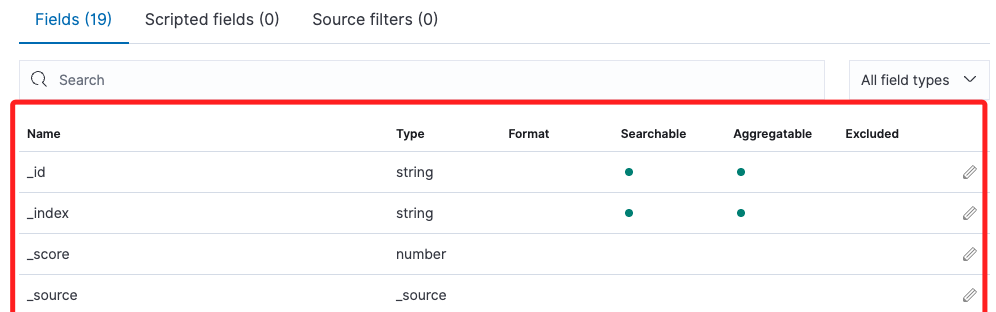 Fields (19) Scripted fields (0) Source filters (0)
Search All field types
Name Type Format Searchable Aggregatable Excluded
_id string
_index string
_score number
_source _source